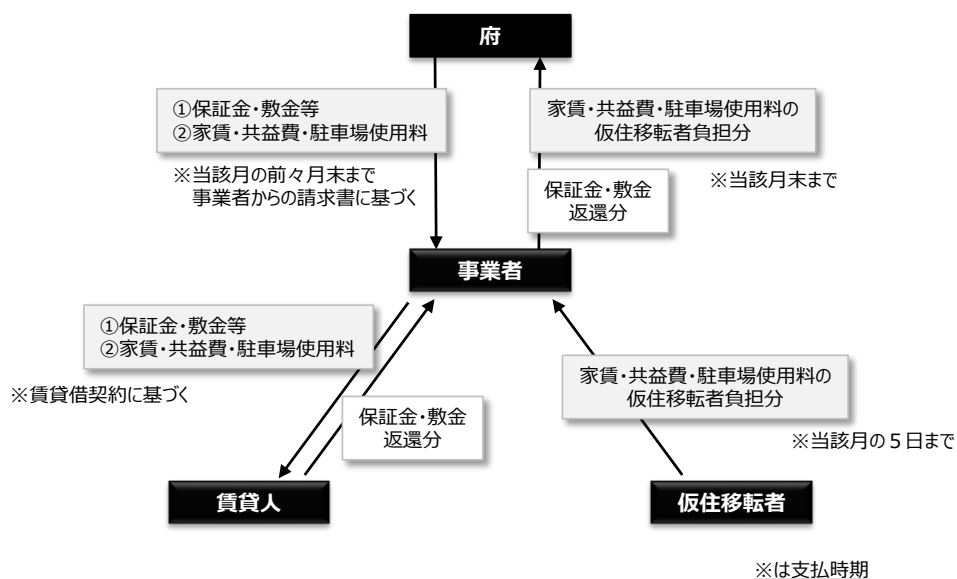 府
①保証金・敷金等
②家賃・共益費・駐車場使用料
※当該月の前々月末まで
事業者からの請求書に基づく
家賃・共益費・駐車場使用料の
仮住移転者負担分
※当該月末まで
保証金・敷金
返還分
事業者
①保証金・敷金等
②家賃・共益費・駐車場使用料
※賃貸借契約に基づく
保証金・敷金
返還分
家賃・共益費・駐車場使用料の
仮住移転者負担分
※当該月の５日まで
賃貸人
仮住移転者
※は支払時期